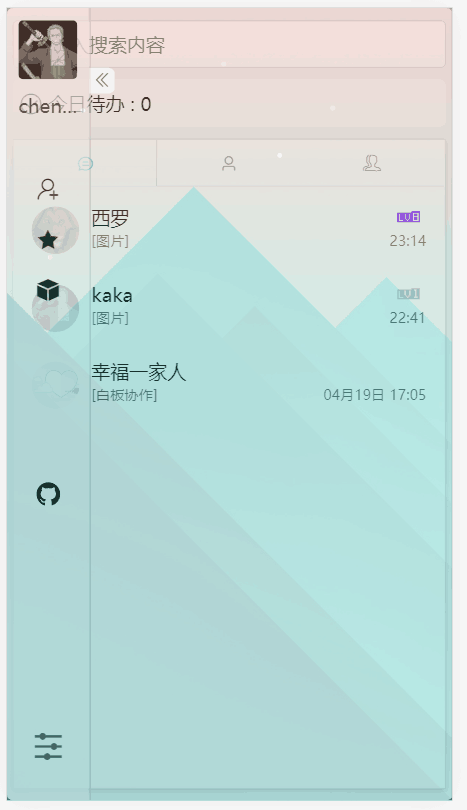 搜索内容
chen...
今日待办 : 0
西罗
LV8
[图片]
23:14
kaka
LV1
[图片]
22:41
幸福一家人
[白板协作]
04月19日 17:05